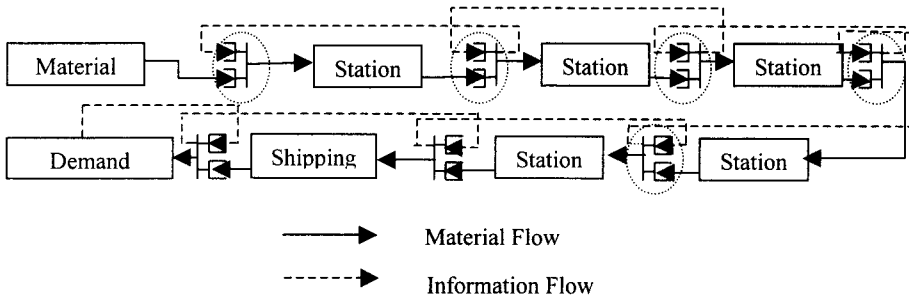 Material
Station
Station
Station
Demand
Shipping
Station
Station
Material Flow
Information Flow